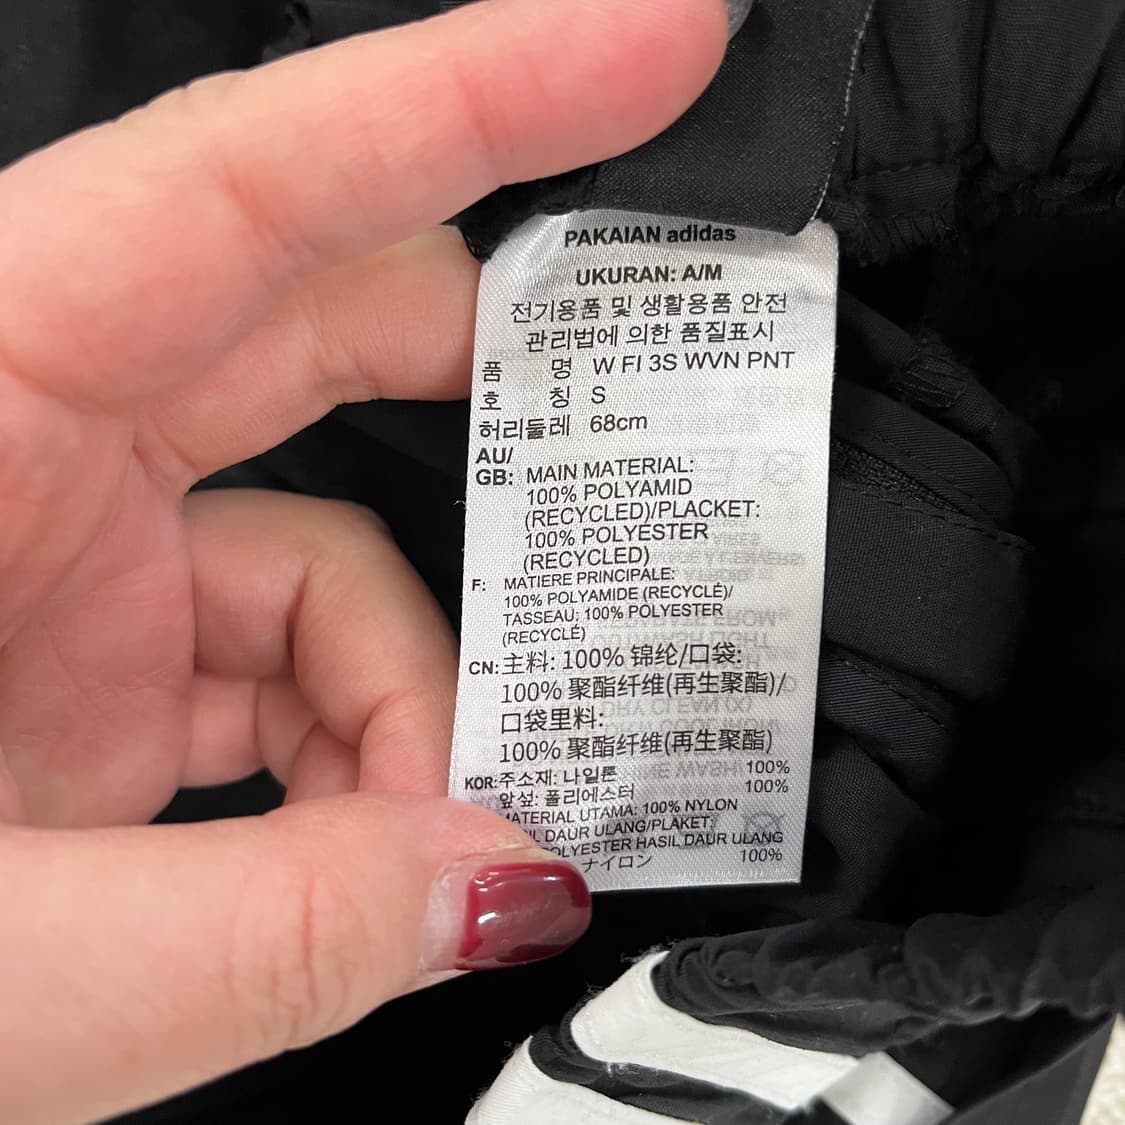 PAKAIAN adidas
UKURAN: A/M
전기용품 및 생활용품 안전
관리법에 의한 품질표시
품 명 W FI 3S WVN PNT
호 칭 S
허리둘레 68cm
AU/
GB: MAIN MATERIAL:
100% POLYAMID
(RECYCLED)/PLACKET:
100% POLYESTER
(RECYCLED)
F: MATIERE PRINCIPALE:
100% POLYAMIDE (RECYCLÉ)/
TASSEAU: 100% POLYESTER
(RECYCLÉ)
CN: 主料: 100% 锦纶/口袋:
100% 聚酯纤维(再生聚酯)/
口袋里料:
100% 聚酯纤维(再生聚酯)
KOR: 주소재: 나일론 100%
앞섶: 폴리에스터 100%
MATERIAL UTAMA: 100% NYLON
DAUR ULANG/PLAKET:
POLYESTER HASIL DAUR ULANG
ナイロン 100%